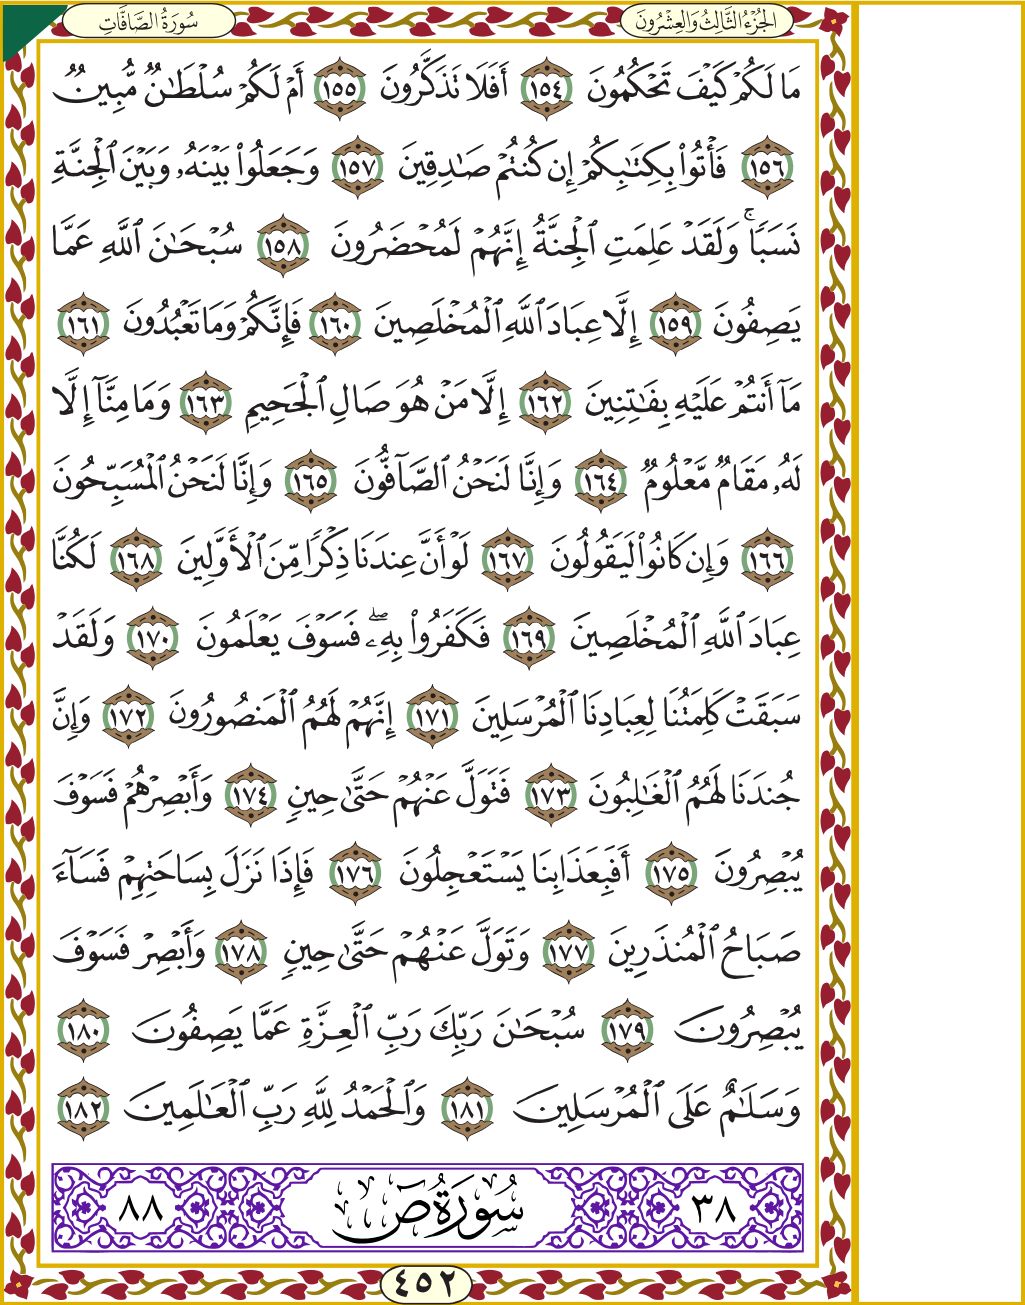 الجُزْءُ الثَّالِثُ وَالعِشْرُونَ
سُورَةُ الصَّافَّاتِ
مَا لَكُمْ كَيْفَ تَحْكُمُونَ ١٥٤ أَفَلَا تَذَكَّرُونَ ١٥٥ أَمْ لَكُمْ سُلْطَـٰنٌ مُّبِينٌ
١٥٦ فَأْتُوا۟ بِكِتَـٰبِكُمْ إِن كُنتُمْ صَـٰدِقِينَ ١٥٧ وَجَعَلُوا۟ بَيْنَهُۥ وَبَيْنَ ٱلْجِنَّةِ
نَسَبًا ۚ وَلَقَدْ عَلِمَتِ ٱلْجِنَّةُ إِنَّهُمْ لَمُحْضَرُونَ ١٥٨ سُبْحَـٰنَ ٱللَّهِ عَمَّا
يَصِفُونَ ١٥٩ إِلَّا عِبَادَ ٱللَّهِ ٱلْمُخْلَصِينَ ١٦٠ فَإِنَّكُمْ وَمَا تَعْبُدُونَ ١٦١
مَآ أَنتُمْ عَلَيْهِ بِفَـٰتِنِينَ ١٦٢ إِلَّا مَنْ هُوَ صَالِ ٱلْجَحِيمِ ١٦٣ وَمَا مِنَّآ إِلَّا
لَهُۥ مَقَامٌ مَّعْلُومٌ ١٦٤ وَإِنَّا لَنَحْنُ ٱلصَّآفُّونَ ١٦٥ وَإِنَّا لَنَحْنُ ٱلْمُسَبِّحُونَ
١٦٦ وَإِن كَانُوا۟ لَيَقُولُونَ ١٦٧ لَوْ أَنَّ عِندَنَا ذِكْرًا مِّنَ ٱلْأَوَّلِينَ ١٦٨ لَكُنَّا
عِبَادَ ٱللَّهِ ٱلْمُخْلَصِينَ ١٦٩ فَكَفَرُوا۟ بِهِۦ ۖ فَسَوْفَ يَعْلَمُونَ ١٧٠ وَلَقَدْ
سَبَقَتْ كَلِمَتُنَا لِعِبَادِنَا ٱلْمُرْسَلِينَ ١٧١ إِنَّهُمْ لَهُمُ ٱلْمَنصُورُونَ ١٧٢ وَإِنَّ
جُندَنَا لَهُمُ ٱلْغَـٰلِبُونَ ١٧٣ فَتَوَلَّ عَنْهُمْ حَتَّىٰ حِينٍ ١٧٤ وَأَبْصِرْهُمْ فَسَوْفَ
يُبْصِرُونَ ١٧٥ أَفَبِعَذَابِنَا يَسْتَعْجِلُونَ ١٧٦ فَإِذَا نَزَلَ بِسَاحَتِهِمْ فَسَآءَ
صَبَاحُ ٱلْمُنذَرِينَ ١٧٧ وَتَوَلَّ عَنْهُمْ حَتَّىٰ حِينٍ ١٧٨ وَأَبْصِرْ فَسَوْفَ
يُبْصِرُونَ ١٧٩ سُبْحَـٰنَ رَبِّكَ رَبِّ ٱلْعِزَّةِ عَمَّا يَصِفُونَ ١٨٠
وَسَلَـٰمٌ عَلَى ٱلْمُرْسَلِينَ ١٨١ وَٱلْحَمْدُ لِلَّهِ رَبِّ ٱلْعَـٰلَمِينَ ١٨٢
٣٨ سُورَةُ صٓ ٨٨
٤٥٢